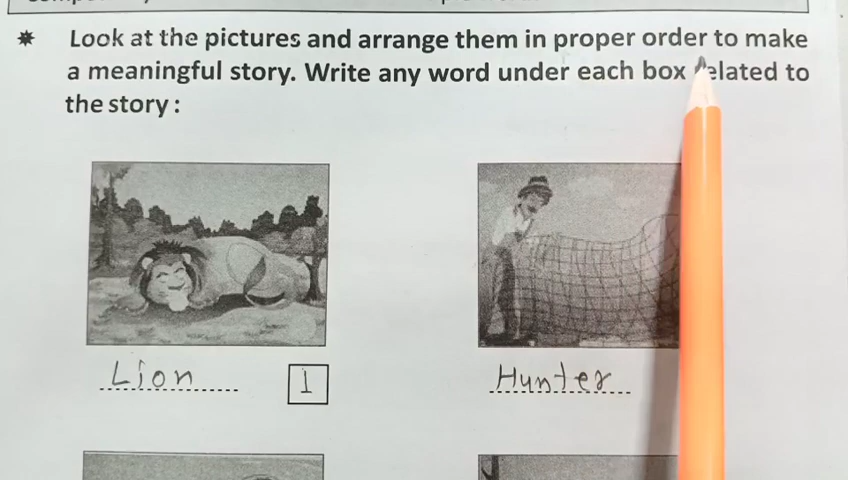 Look at the pictures and arrange them in proper order to make
a meaningful story. Write any word under each box related to
the story :
Lion 1 Hunter